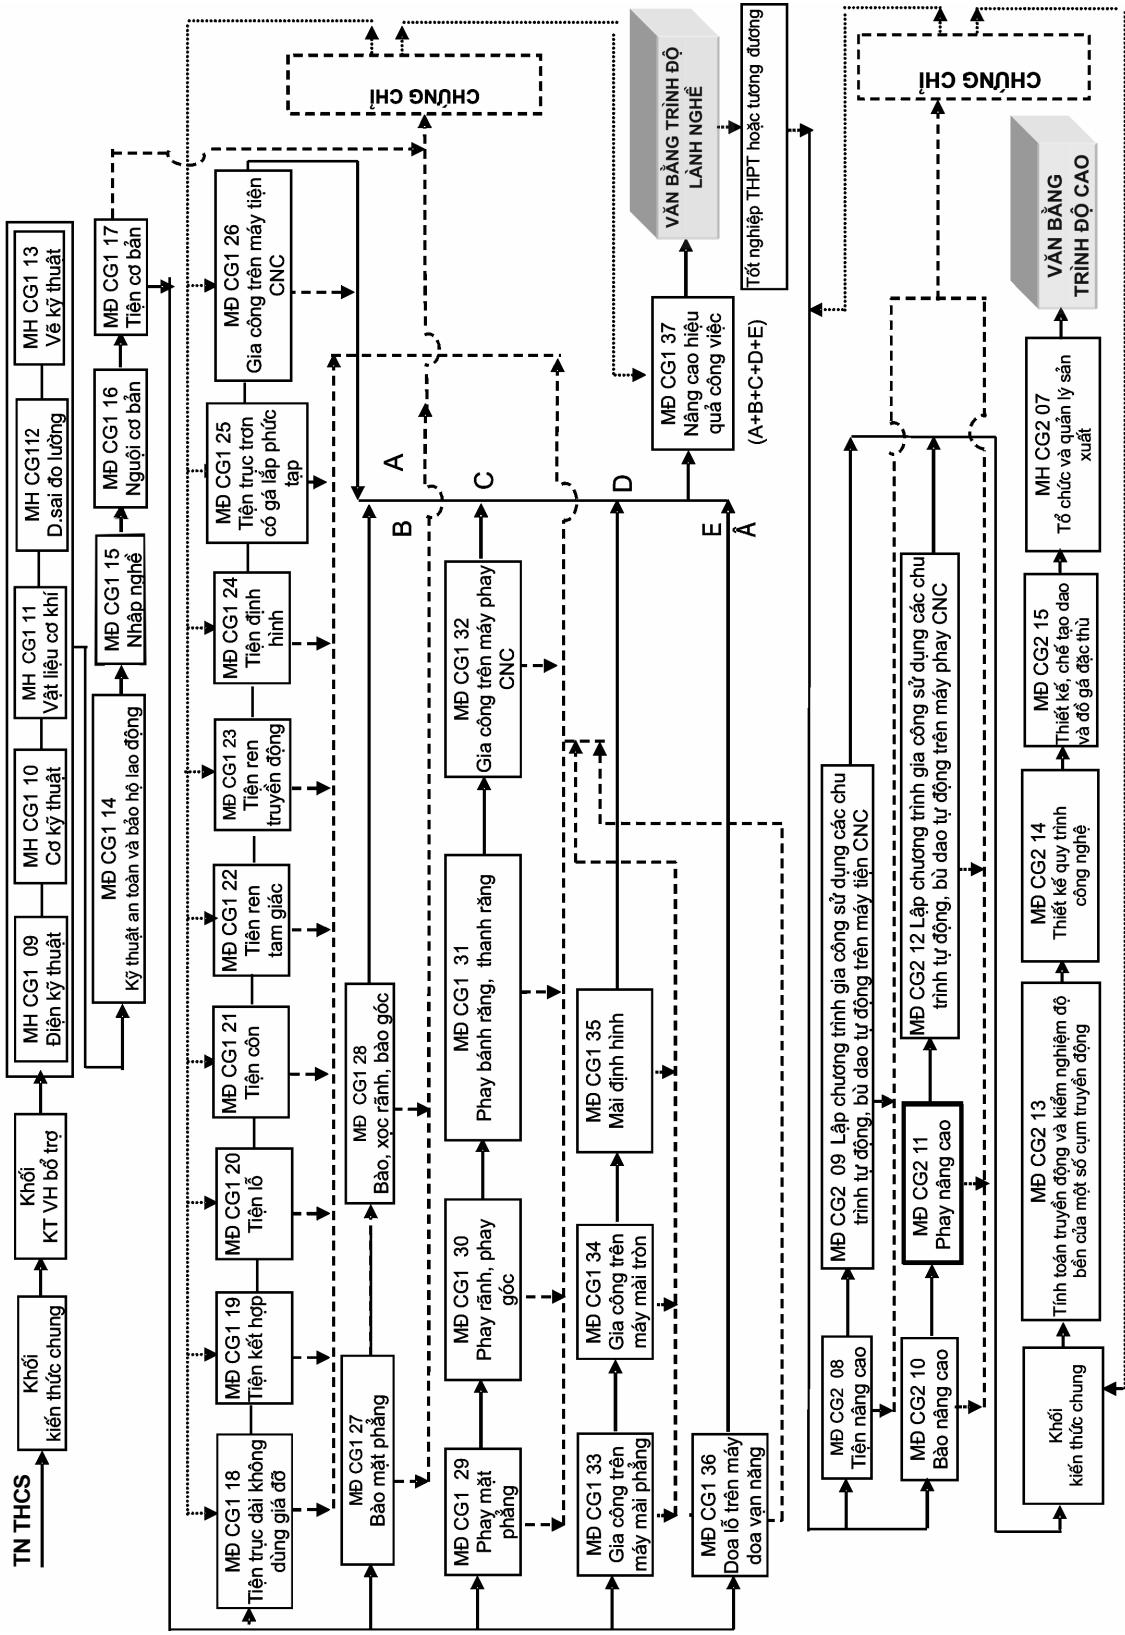 TN THCS
Khối
kiến thức chung
Khối
KT VH bổ trợ
MH CG1 09
Điện kỹ thuật
MH CG1 10
Cơ kỹ thuật
MH CG1 11
Vật liệu cơ khí
MH CG112
D.sai đo lường
MH CG1 13
Vẽ kỹ thuật
MĐ CG1 14
Kỹ thuật an toàn và bảo hộ lao động
MĐ CG1 15
Nhập nghề
MĐ CG1 16
Nguội cơ bản
MĐ CG1 17
Tiện cơ bản
MĐ CG1 18
Tiện trục dài không
dùng giá đỡ
MĐ CG1 19
Tiện kết hợp
MĐ CG1 20
Tiện lỗ
MĐ CG1 21
Tiện côn
MĐ CG1 22
Tiên ren
tam giác
MĐ CG1 23
Tiện ren
truyền động
MĐ CG1 24
Tiện định
hình
MĐ CG1 25
Tiện trục trơn
có gá lắp phức
tạp
MĐ CG1 26
Gia công trên máy tiện
CNC
CHỨNG CHỈ
MĐ CG1 27
Bào mặt phẳng
MĐ CG1 28
Bào, xọc rãnh, bào góc
A
B
MĐ CG1 29
Phay mặt
phẳng
MĐ CG1 30
Phay rãnh, phay
góc
MĐ CG1 31
Phay bánh răng, thanh răng
MĐ CG1 32
Gia công trên máy phay
CNC
C
MĐ CG1 33
Gia công trên
máy mài phẳng
MĐ CG1 34
Gia công trên
máy mài tròn
MĐ CG1 35
Mài định hình
D
MĐ CG1 36
Doa lỗ trên máy
doa vạn năng
E
Â
MĐ CG1 37
Nâng cao hiệu
quả công việc
(A+B+C+D+E)
VĂN BẰNG TRÌNH ĐỘ
LÀNH NGHỀ
Tốt nghiệp THPT hoặc tương đương
MĐ CG2 08
Tiện nâng cao
MĐ CG2 09 Lập chương trình gia công sử dụng các chu
trình tự động, bù dao tự động trên máy tiện CNC
MĐ CG2 10
Bào nâng cao
MĐ CG2 11
Phay nâng cao
MĐ CG2 12 Lập chương trình gia công sử dụng các chu
trình tự động, bù dao tự động trên máy phay CNC
CHỨNG CHỈ
Khối
kiến thức chung
MĐ CG2 13
Tính toán truyền động và kiểm nghiệm độ
bền của một số cụm truyền động
MĐ CG2 14
Thiết kế quy trình
công nghệ
MĐ CG2 15
Thiết kế, chế tạo dao
và đồ gá đặc thù
MH CG2 07
Tổ chức và quản lý sản
xuất
VĂN BẰNG
TRÌNH ĐỘ CAO